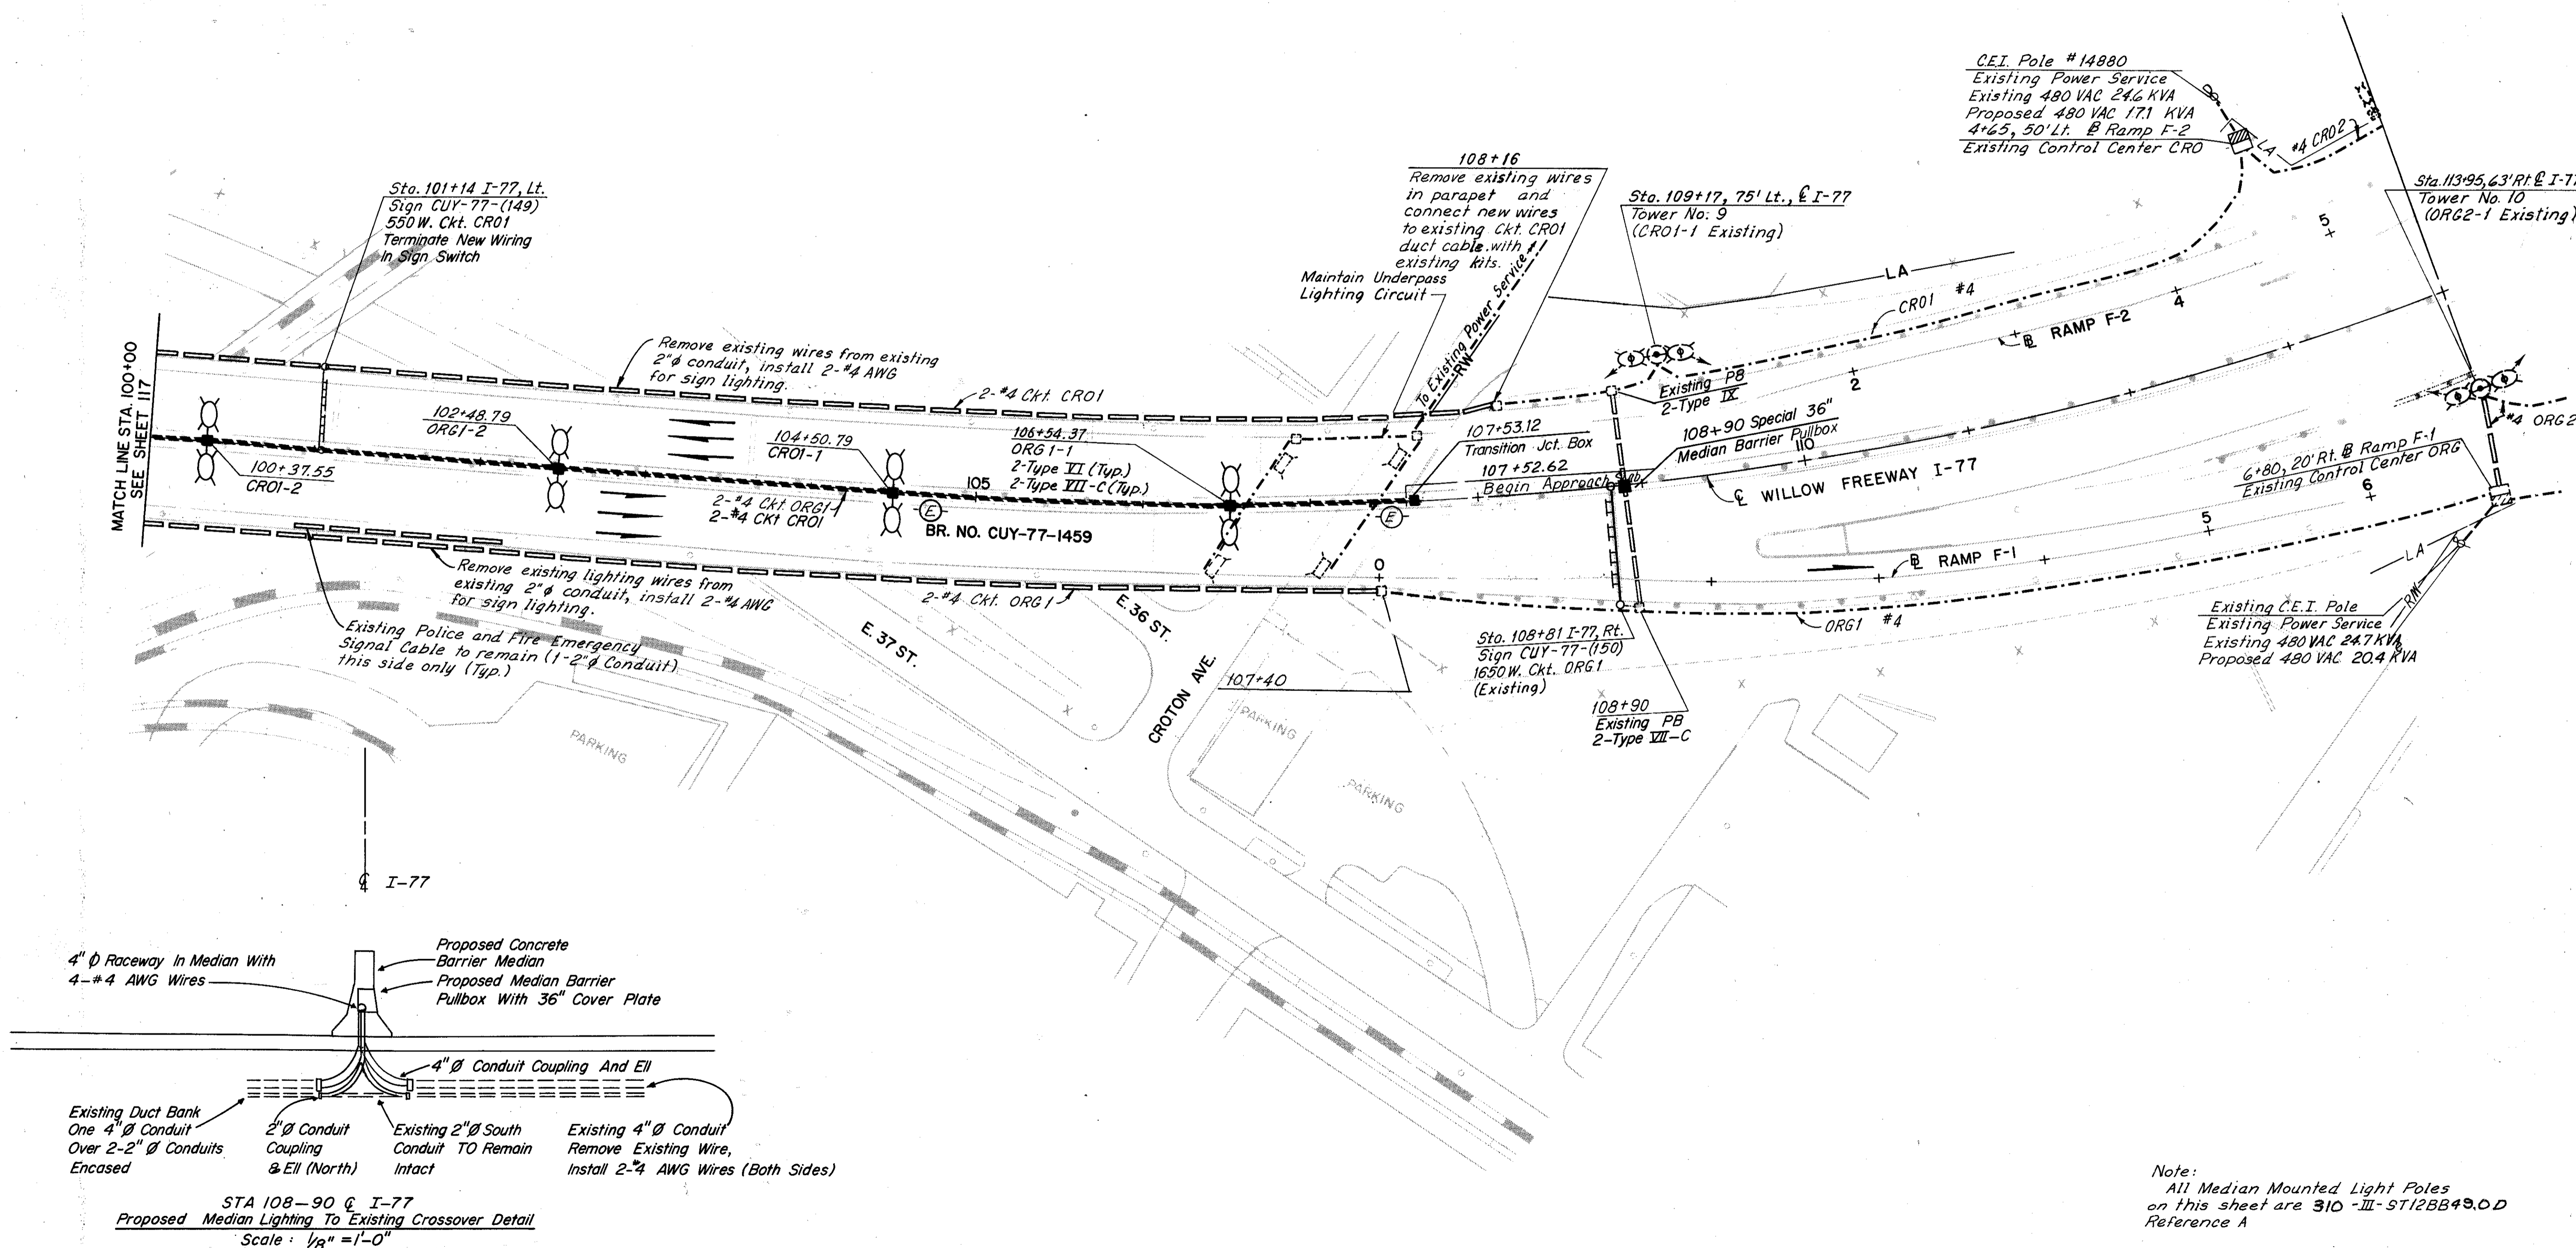 C.E.I. Pole #14880
Existing Power Service
Existing 480 VAC 24.6 KVA
Proposed 480 VAC 17.1 KVA
4+65, 50' Lt. ⅊ Ramp F-2
Existing Control Center CRO
LA
#4 CRO2
Sta. 113+95, 63' Rt. ℄ I-77
Tower No. 10
(ORG2-1 Existing)
108+16
Remove existing wires
in parapet and
connect new wires
to existing Ckt. CRO1
duct cable with
existing kits.
Maintain Underpass
Lighting Circuit
To Existing Power Service
R/W
Sta. 109+17, 75' Lt., ℄ I-77
Tower No. 9
(CRO1-1 Existing)
LA
CRO1 #4
5
4
2
⅊ RAMP F-2
Sta. 101+14 I-77, Lt.
Sign CUY-77-(149)
550 W. Ckt. CRO1
Terminate New Wiring
In Sign Switch
MATCH LINE STA. 100+00
SEE SHEET 117
Remove existing wires from existing
2"ϕ conduit, install 2-#4 AWG
for sign lighting.
2-#4 Ckt. CRO1
100+37.55
CRO1-2
102+48.79
ORG1-2
104+50.79
CRO1-1
106+54.37
ORG1-1
2-Type VI (Typ.)
2-Type VII-C (Typ.)
105
2-#4 Ckt. ORG1
2-#4 Ckt CRO1
E
BR. NO. CUY-77-1459
E
107+53.12
Transition Jct. Box
107+52.62
Begin Approach Slab
Existing PB
2-Type IX
108+90 Special 36"
Median Barrier Pullbox
110
℄ WILLOW FREEWAY I-77
6+80, 20' Rt. ⅊ Ramp F-1
Existing Control Center ORG
#4 ORG2
6
5
0
⅊ RAMP F-1
ORG1 #4
LA
R/W
Existing C.E.I. Pole
Existing Power Service
Existing 480 VAC 24.7 KVA
Proposed 480 VAC 20.4 KVA
Remove existing lighting wires from
existing 2"ϕ conduit, install 2-#4 AWG
for sign lighting.
Existing Police and Fire Emergency
Signal Cable to remain (1-2"ϕ Conduit)
this side only (Typ.)
2-#4 Ckt. ORG1
E. 37 ST.
E. 36 ST.
CROTON AVE.
107+40
Sta. 108+81 I-77, Rt.
Sign CUY-77-(150)
1650 W. Ckt. ORG1
(Existing)
108+90
Existing PB
2-Type VII-C
PARKING
PARKING
PARKING
℄ I-77
4" ϕ Raceway In Median With
4-#4 AWG Wires
Proposed Concrete
Barrier Median
Proposed Median Barrier
Pullbox With 36" Cover Plate
4" Ø Conduit Coupling And Ell
Existing Duct Bank
One 4" Ø Conduit
Over 2-2" Ø Conduits
Encased
2"Ø Conduit
Coupling
& Ell (North)
Existing 2"Ø South
Conduit TO Remain
Intact
Existing 4"Ø Conduit
Remove Existing Wire,
Install 2-#4 AWG Wires (Both Sides)
STA 108-90 ℄ I-77
Proposed Median Lighting To Existing Crossover Detail
Scale: 1/8" = 1'-0"
Note:
All Median Mounted Light Poles
on this sheet are 310-III-ST12BB49.0D
Reference A